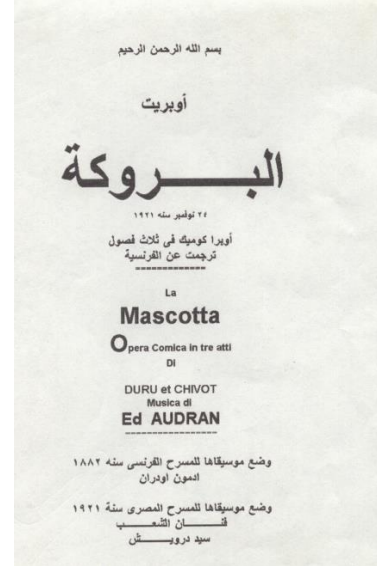 بسم الله الرحمن الرحيم
أوبريت
البـــــروكة
٢٥ نوفمبر سنه ١٩٢١
أوبرا كوميك فى ثلاث فصول
ترجمت عن الفرنسية
-------------
La
Mascotta
Opera Comica in tre atti
Di
DURU et CHIVOT
Musica di
Ed AUDRAN
-----------------
وضع موسيقاها للمسرح الفرنسى سنه ١٨٨٢
ادمون اودران
وضع موسيقاها للمسرح المصرى سنة ١٩٢١
فنـــــان الشعـــب
سيد درويـــــش